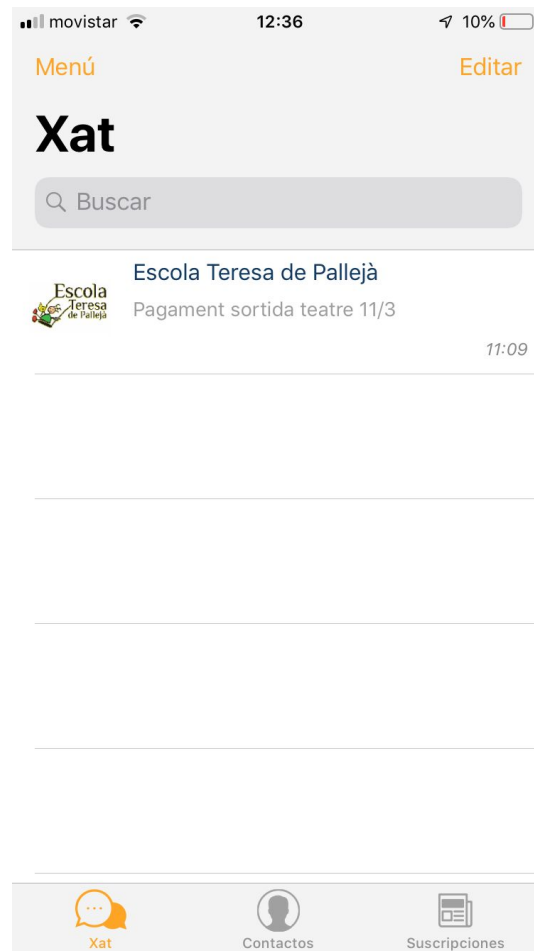 movistar 12:36 10%
Menú Editar
Xat
Buscar
Escola
Teresa
de Pallejà
Escola Teresa de Pallejà
Pagament sortida teatre 11/3
11:09
Xat Contactos Suscripciones